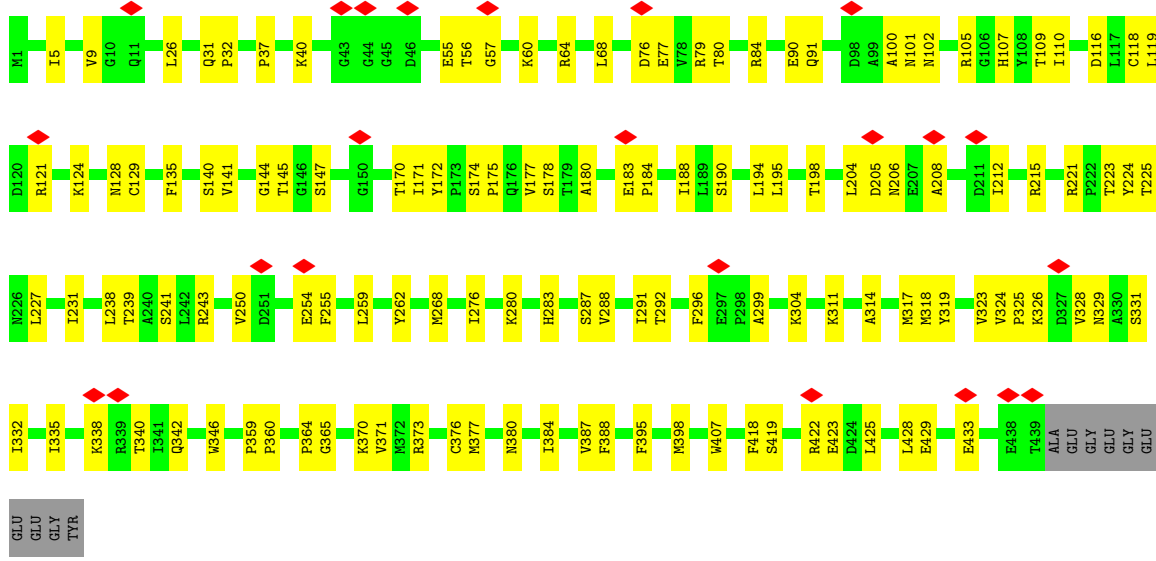 M1 I5 V9 G10 Q11 L26 Q31 P32 P37 K40 G43 G44 G45 D46 E55 T56 G57 K60 R64 L68 D76 E77 V78 R79 T80 R84 E90 Q91 D98 A99 A100 N101 N102 R105 G106 H107 Y108 T109 I110 D116 L117 C118 L119
D120 R121 K124 N128 C129 F135 S140 V141 G144 T145 G146 S147 G150 T170 I171 Y172 P173 S174 P175 Q176 V177 S178 T179 A180 E183 P184 I188 L189 S190 L194 L195 T198 L204 D205 N206 E207 A208 D211 I212 R215 R221 P222 T223 Y224 T225
N226 L227 I231 L238 T239 A240 S241 L242 R243 V250 D251 E254 F255 L259 Y262 M268 I276 K280 H283 S287 V288 I291 T292 F296 E297 P298 A299 K304 K311 A314 M317 M318 Y319 V323 V324 P325 K326 D327 V328 N329 A330 S331
I332 I335 K338 R339 T340 I341 Q342 W346 P359 P360 P364 G365 K370 V371 M372 R373 C376 M377 N380 I384 V387 F388 F395 M398 W407 F418 S419 R422 E423 D424 L425 L428 E429 E433 E438 T439 ALA GLU GLY GLU GLY GLU
GLU GLU GLY TYR